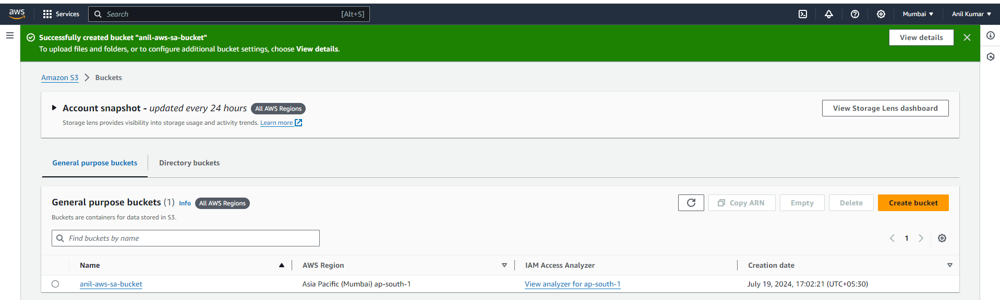 aws Services Search [Alt+S] Mumbai Anil Kumar
Successfully created bucket "anil-aws-sa-bucket" View details
To upload files and folders, or to configure additional bucket settings, choose View details.
Amazon S3 Buckets
Account snapshot - updated every 24 hours All AWS Regions View Storage Lens dashboard
Storage lens provides visibility into storage usage and activity trends. Learn more
General purpose buckets Directory buckets
General purpose buckets (1) Info All AWS Regions Copy ARN Empty Delete Create bucket
Buckets are containers for data stored in S3.
Find buckets by name 1
Name AWS Region IAM Access Analyzer Creation date
anil-aws-sa-bucket Asia Pacific (Mumbai) ap-south-1 View analyzer for ap-south-1 July 19, 2024, 17:02:21 (UTC+05:30)